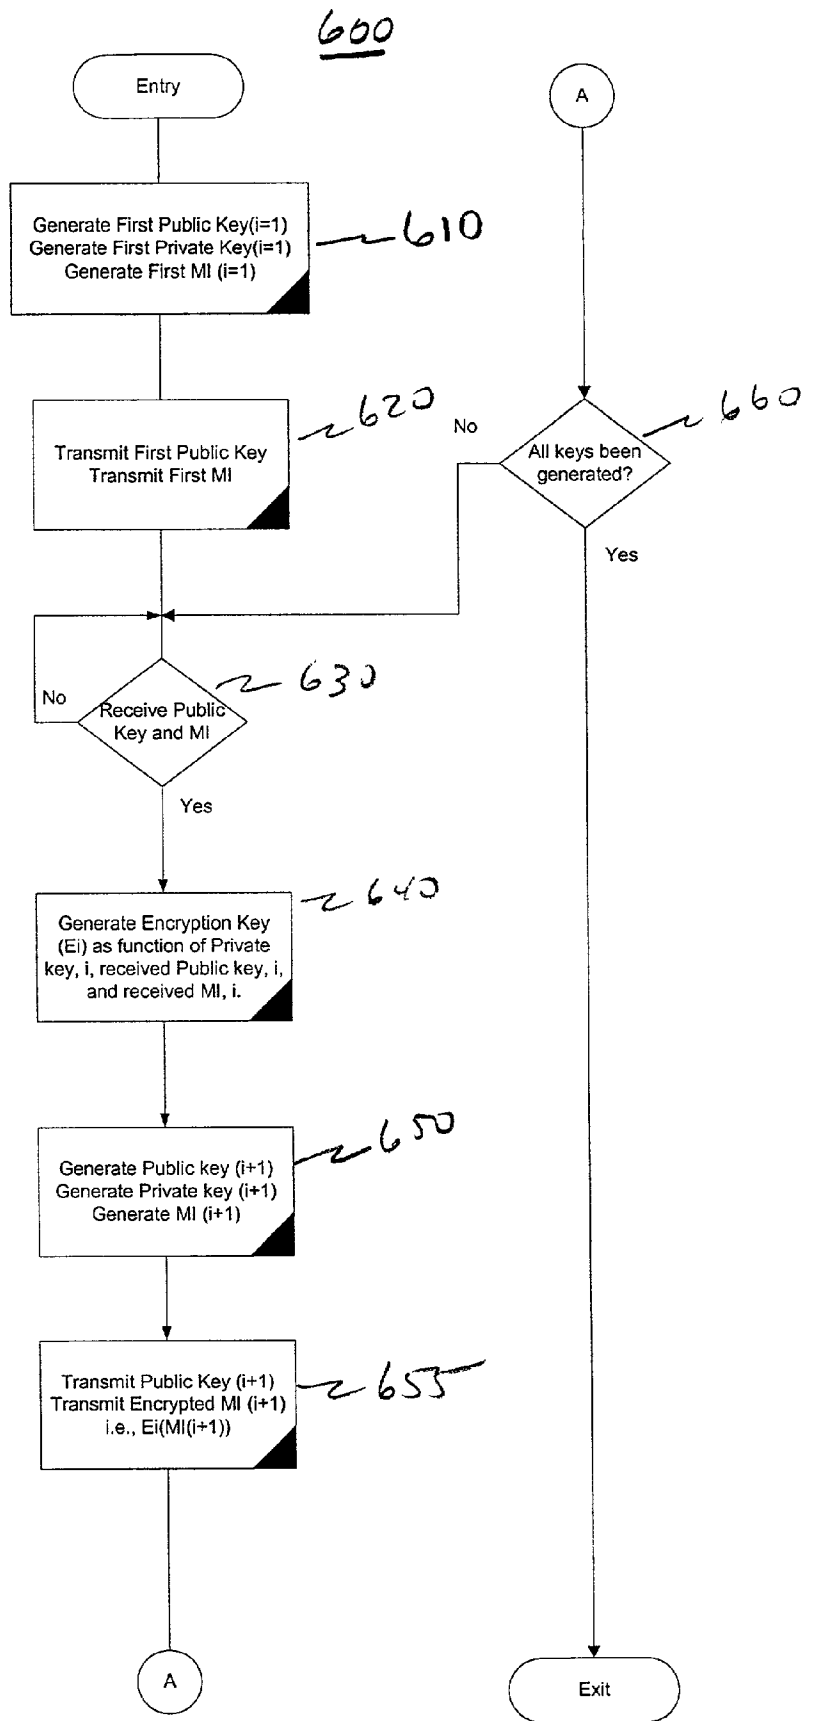 600
Entry
Generate First Public Key(i=1)
Generate First Private Key(i=1)
Generate First MI (i=1)
610
Transmit First Public Key
Transmit First MI
620
No
Receive Public
Key and MI
630
Yes
Generate Encryption Key
(Ei) as function of Private
key, i, received Public key, i,
and received MI, i.
640
Generate Public key (i+1)
Generate Private key (i+1)
Generate MI (i+1)
650
Transmit Public Key (i+1)
Transmit Encrypted MI (i+1)
i.e., Ei(MI(i+1))
655
A
A
No
All keys been
generated?
660
Yes
Exit